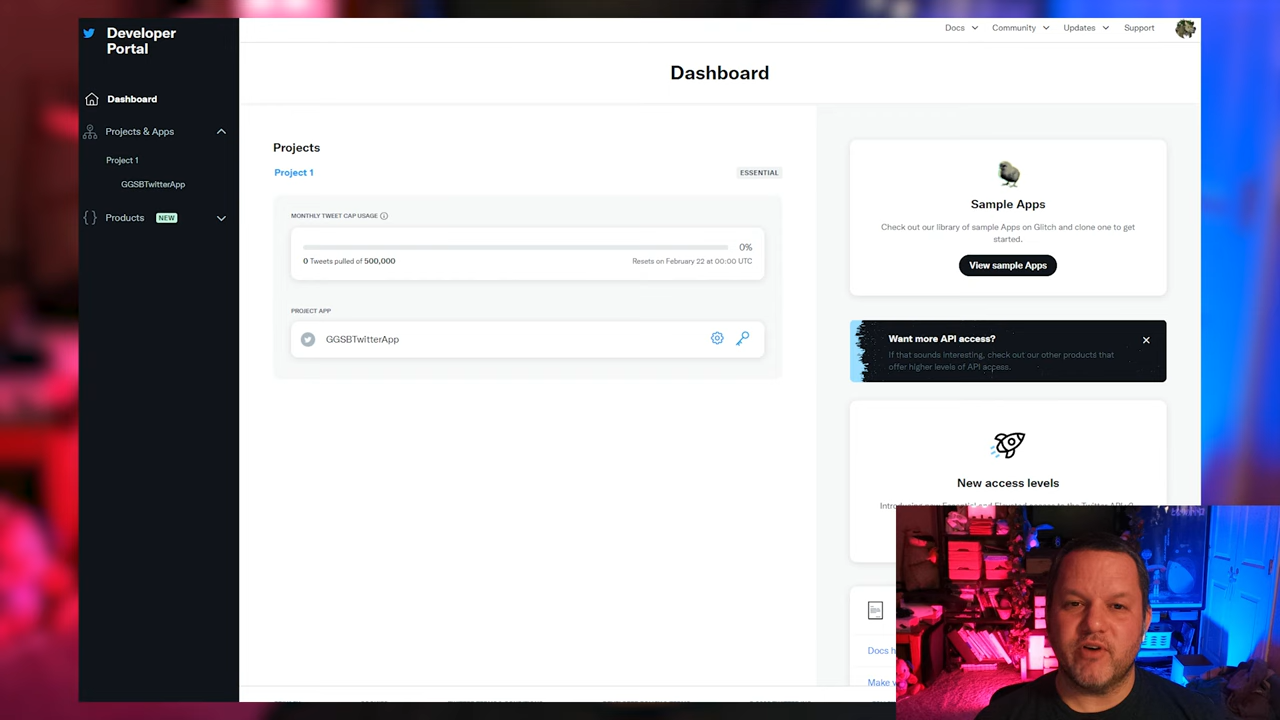 Developer
Portal
Docs
Community
Updates
Support
Dashboard
Dashboard
Projects & Apps
Project 1
GGSBTwitterApp
Products
NEW
Projects
Project 1
ESSENTIAL
MONTHLY TWEET CAP USAGE
0%
0 Tweets pulled of 500,000
Resets on February 22 at 00:00 UTC
PROJECT APP
GGSBTwitterApp
Sample Apps
Check out our library of sample Apps on Glitch and clone one to get
started.
View sample Apps
Want more API access?
If that sounds interesting, check out our other products that
offer higher levels of API access.
New access levels
Docs
Make